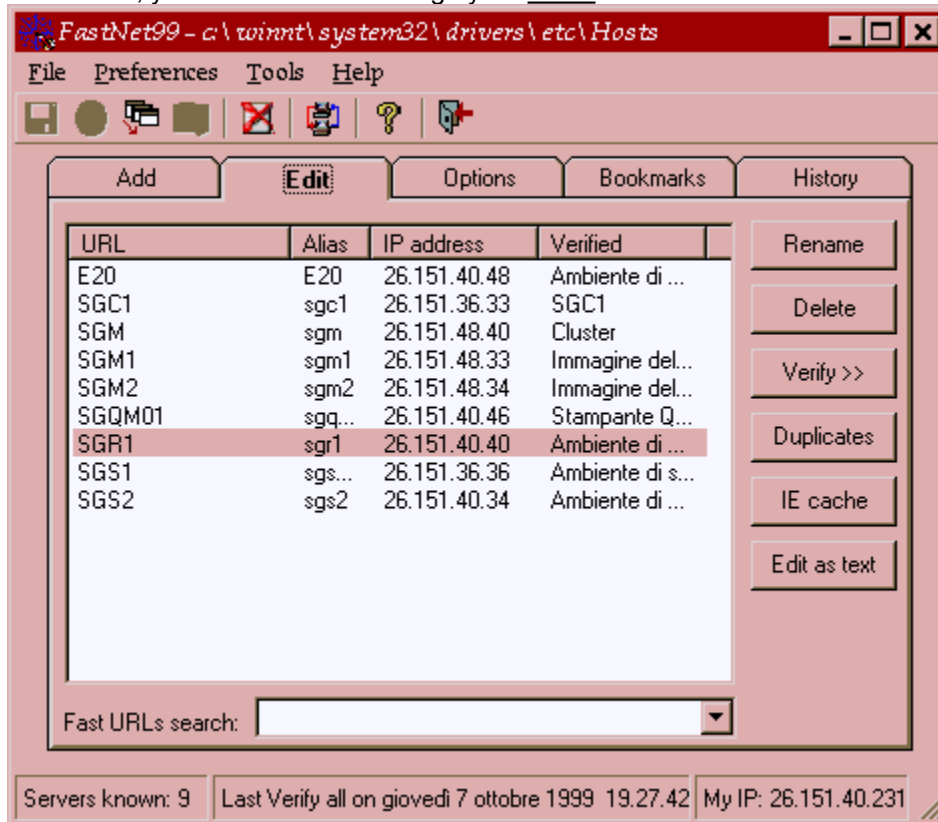 FastNet99 - c:\winnt\system32\drivers\etc\Hosts
File Preferences Tools Help
Add Edit Options Bookmarks History
URL Alias IP address Verified
E20 E20 26.151.40.48 Ambiente di ...
SGC1 sgc1 26.151.36.33 SGC1
SGM sgm 26.151.48.40 Cluster
SGM1 sgm1 26.151.48.33 Immagine del...
SGM2 sgm2 26.151.48.34 Immagine del...
SGQM01 sgq... 26.151.40.46 Stampante Q...
SGR1 sgr1 26.151.40.40 Ambiente di ...
SGS1 sgs... 26.151.36.36 Ambiente di s...
SGS2 sgs2 26.151.40.34 Ambiente di ...
Rename
Delete
Verify >>
Duplicates
IE cache
Edit as text
Fast URLs search:
Servers known: 9 Last Verify all on giovedì 7 ottobre 1999 19.27.42 My IP: 26.151.40.231